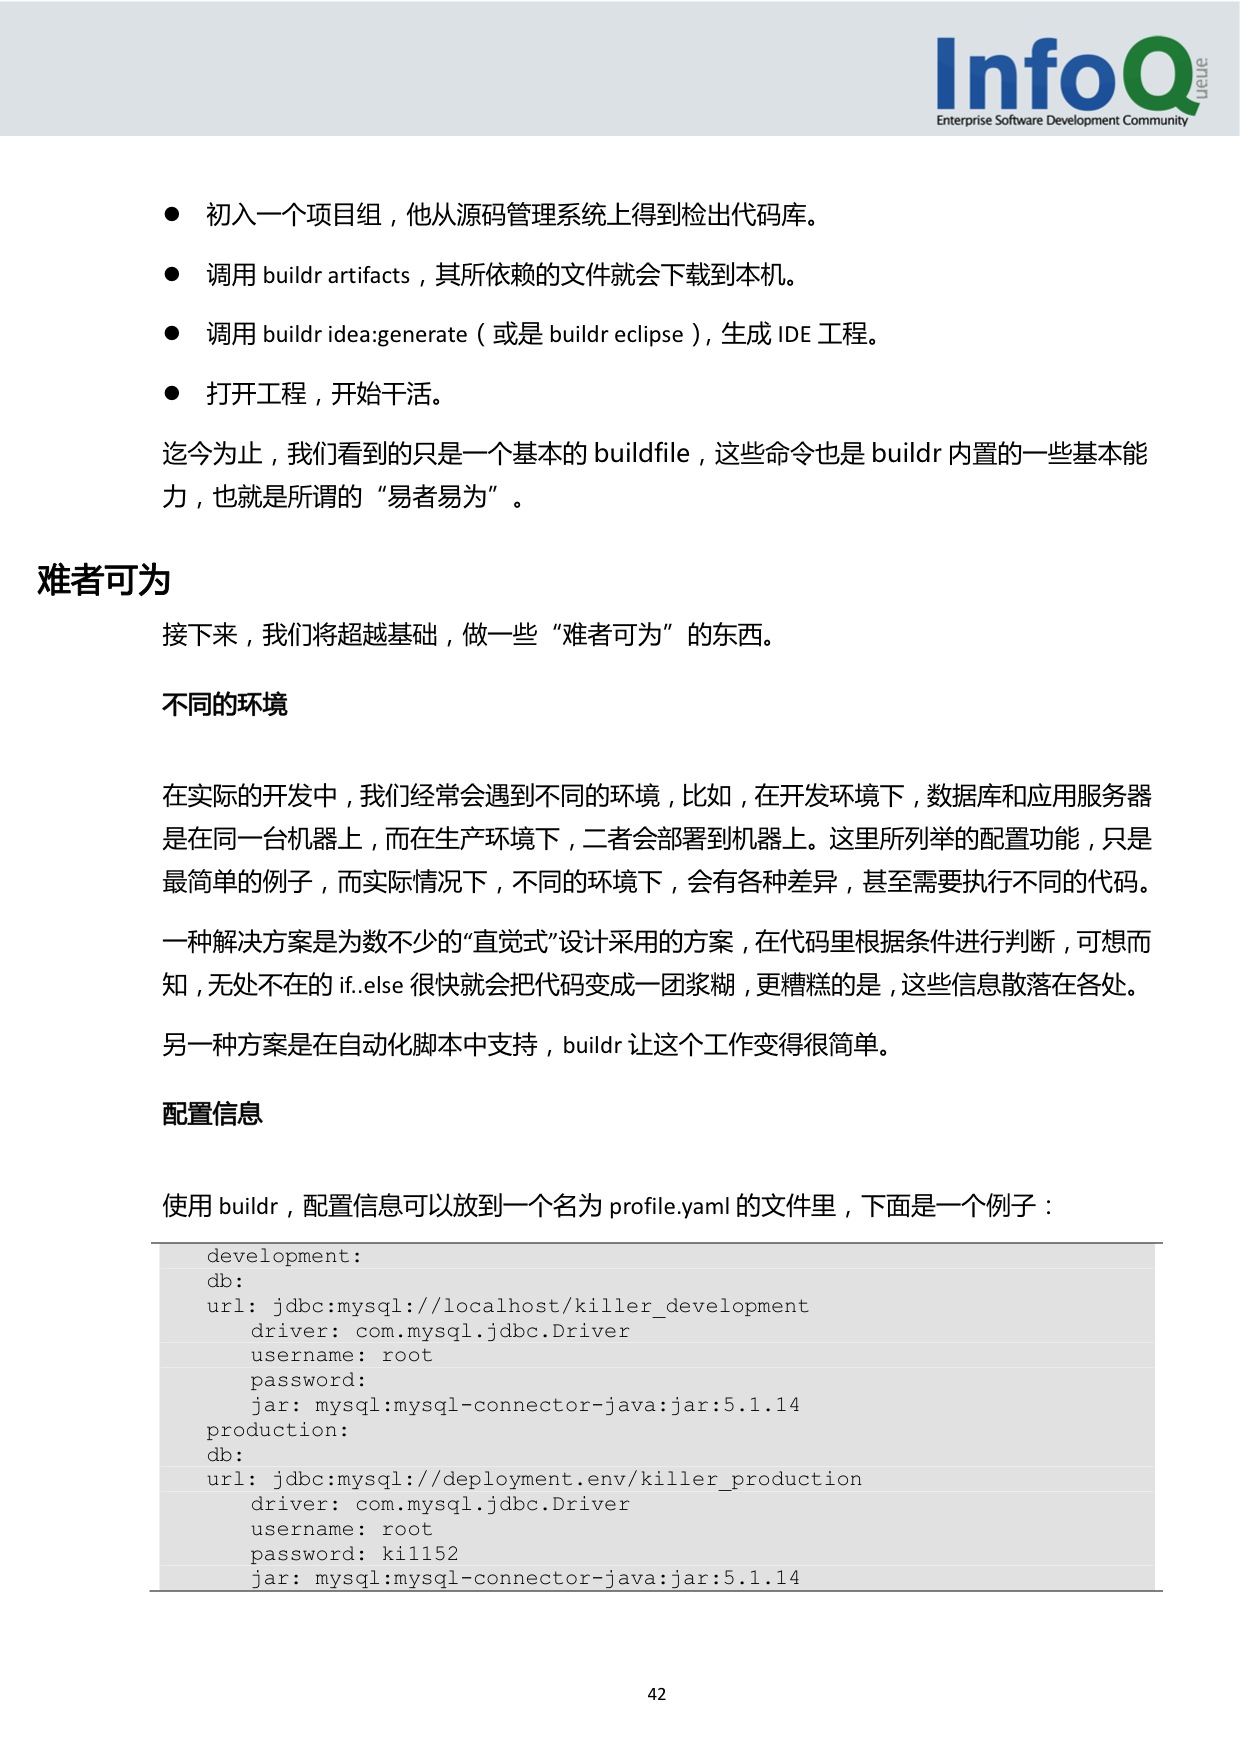 InfoQueue
Enterprise Software Development Community
● 初入一个项目组，他从源码管理系统上得到检出代码库。
● 调用 buildr artifacts，其所依赖的文件就会下载到本机。
● 调用 buildr idea:generate（或是 buildr eclipse），生成 IDE 工程。
● 打开工程，开始干活。
迄今为止，我们看到的只是一个基本的 buildfile，这些命令也是 buildr 内置的一些基本能
力，也就是所谓的“易者易为”。
难者可为
接下来，我们将超越基础，做一些“难者可为”的东西。
不同的环境
在实际的开发中，我们经常会遇到不同的环境，比如，在开发环境下，数据库和应用服务器
是在同一台机器上，而在生产环境下，二者会部署到机器上。这里所列举的配置功能，只是
最简单的例子，而实际情况下，不同的环境下，会有各种差异，甚至需要执行不同的代码。
一种解决方案是为数不少的“直觉式”设计采用的方案，在代码里根据条件进行判断，可想而
知，无处不在的 if..else 很快就会把代码变成一团浆糊，更糟糕的是，这些信息散落在各处。
另一种方案是在自动化脚本中支持，buildr 让这个工作变得很简单。
配置信息
使用 buildr，配置信息可以放到一个名为 profile.yaml 的文件里，下面是一个例子：
development:
db:
url: jdbc:mysql://localhost/killer_development
driver: com.mysql.jdbc.Driver
username: root
password:
jar: mysql:mysql-connector-java:jar:5.1.14
production:
db:
url: jdbc:mysql://deployment.env/killer_production
driver: com.mysql.jdbc.Driver
username: root
password: ki1152
jar: mysql:mysql-connector-java:jar:5.1.14
42